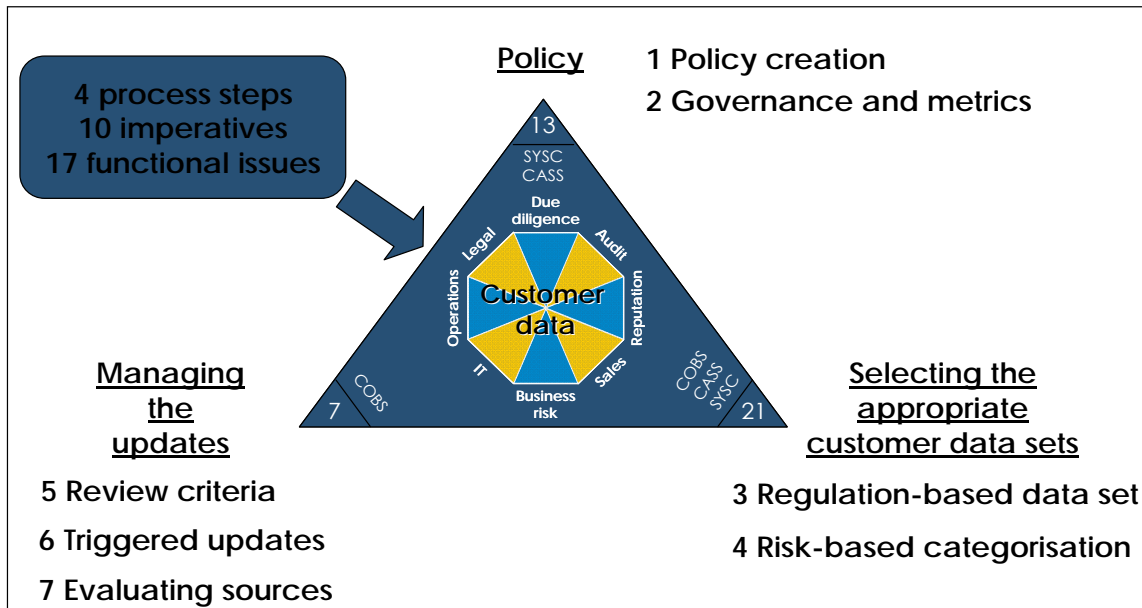 Policy
1 Policy creation
2 Governance and metrics
4 process steps
10 imperatives
17 functional issues
13
SYSC
CASS
Due
diligence
Legal
Audit
Operations
Customer
data
Reputation
IT
Sales
Business
risk
COBS
7
COBS
CASS
SYSC
21
Managing
the
updates
5 Review criteria
6 Triggered updates
7 Evaluating sources
Selecting the
appropriate
customer data sets
3 Regulation-based data set
4 Risk-based categorisation